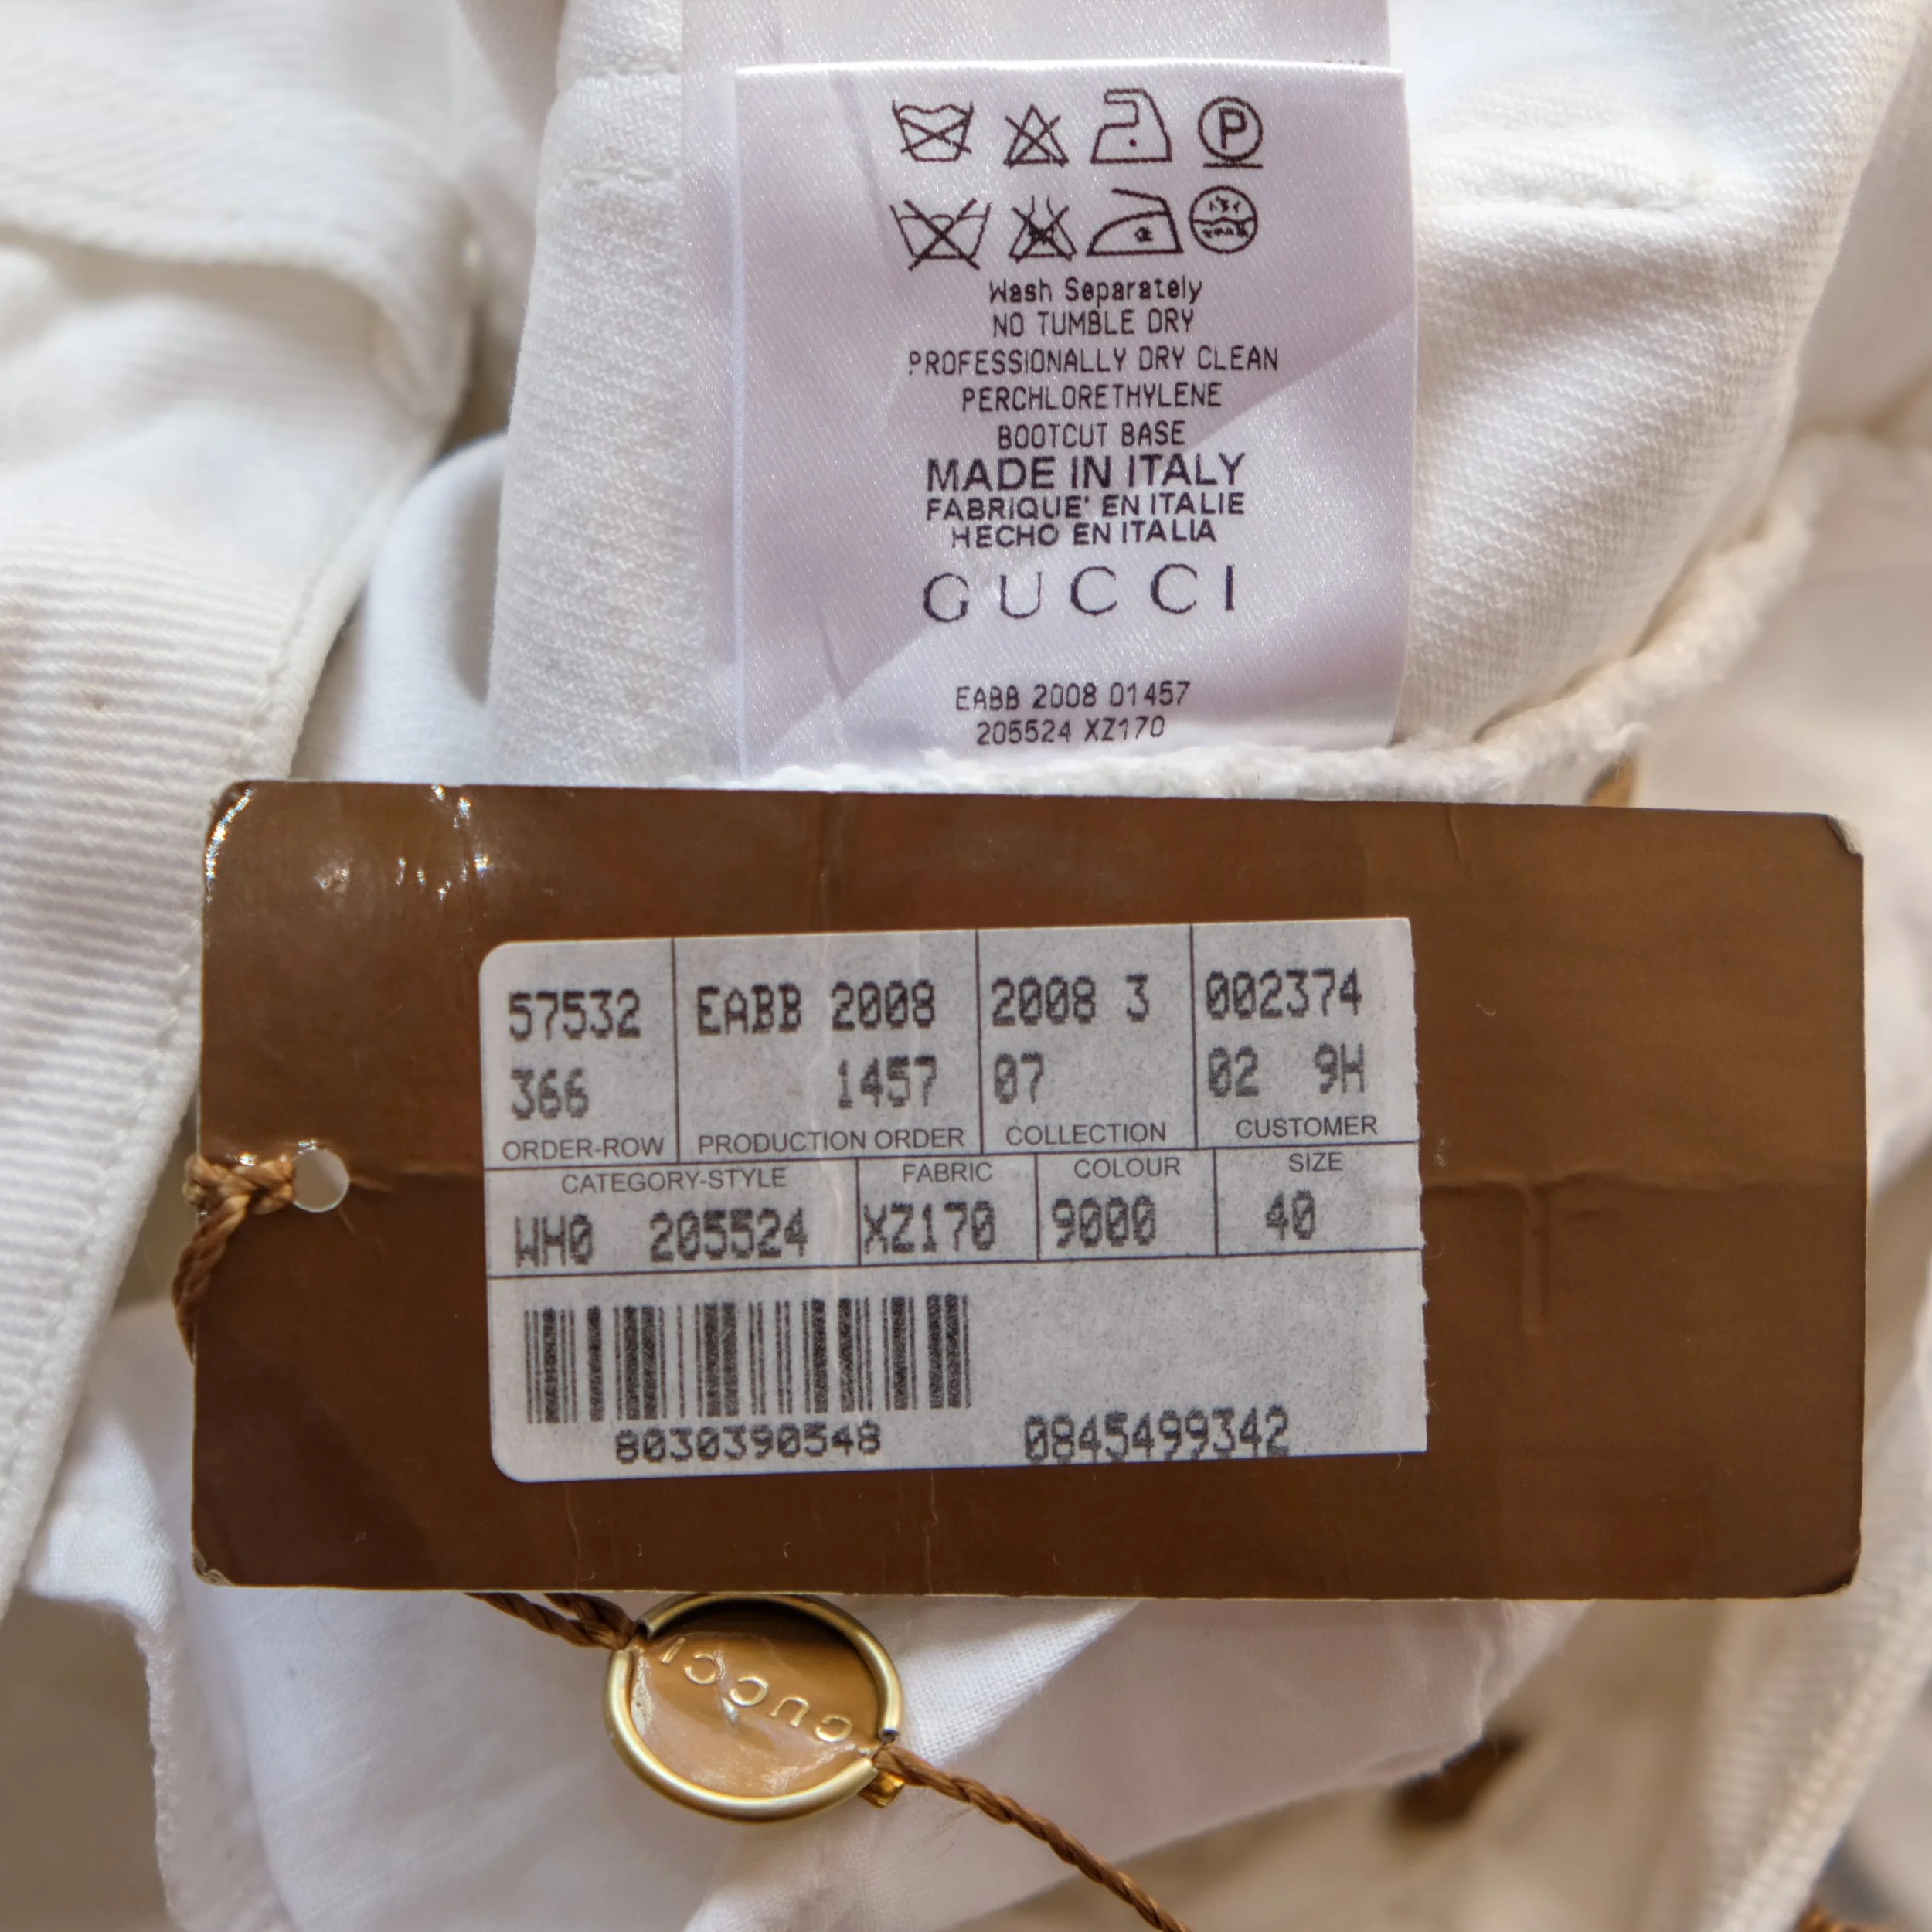 P
Wash Separately
NO TUMBLE DRY
PROFESSIONALLY DRY CLEAN
PERCHLORETHYLENE
BOOTCUT BASE
MADE IN ITALY
FABRIQUE' EN ITALIE
HECHO EN ITALIA
GUCCI
EABB 2008 01457
205524 XZ170
57532 EABB 2008 2008 3 002374
366 1457 07 02 9H
ORDER-ROW PRODUCTION ORDER COLLECTION CUSTOMER
CATEGORY-STYLE FABRIC COLOUR SIZE
WH0 205524 XZ170 9000 40
8030390548 0845499342
GUCCI